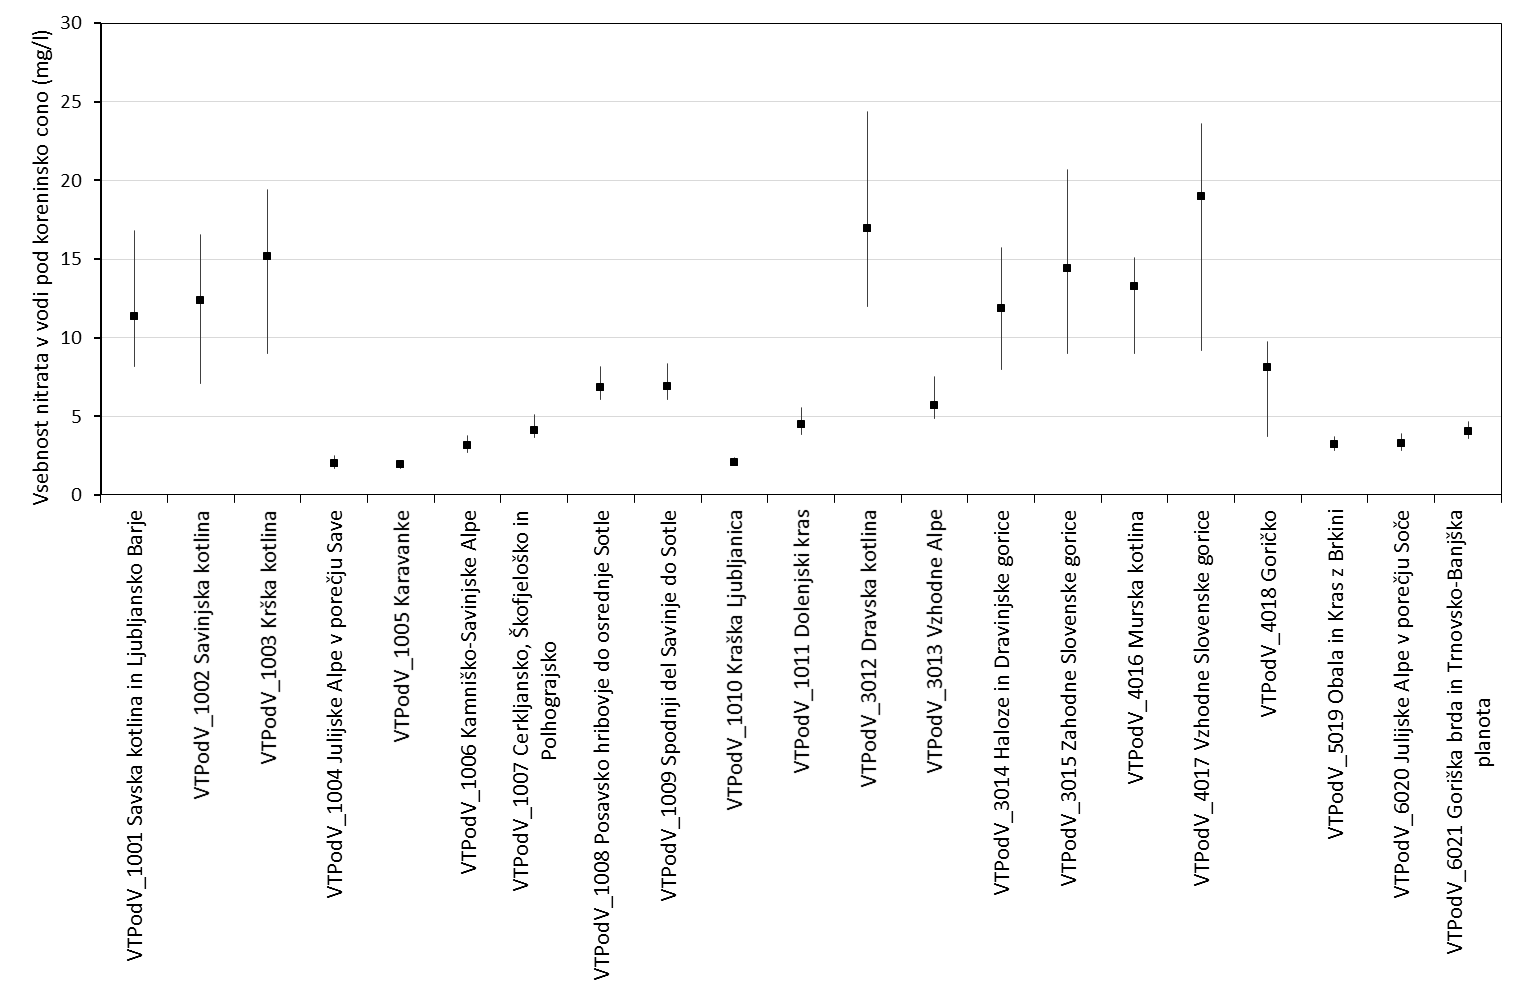 Vsebnost nitrata v vodi pod koreninsko cono (mg/l)
30
25
20
15
10
5
0
VTPodV_1001 Savska kotlina in Ljubljansko Barje
VTPodV_1002 Savinjska kotlina
VTPodV_1003 Krška kotlina
VTPodV_1004 Julijske Alpe v porečju Save
VTPodV_1005 Karavanke
VTPodV_1006 Kamniško-Savinjske Alpe
VTPodV_1007 Cerkljansko, Škofjeloško in
Polhograjsko
VTPodV_1008 Posavsko hribovje do osrednje Sotle
VTPodV_1009 Spodnji del Savinje do Sotle
VTPodV_1010 Kraška Ljubljanica
VTPodV_1011 Dolenjski kras
VTPodV_3012 Dravska kotlina
VTPodV_3013 Vzhodne Alpe
VTPodV_3014 Haloze in Dravinjske gorice
VTPodV_3015 Zahodne Slovenske gorice
VTPodV_4016 Murska kotlina
VTPodV_4017 Vzhodne Slovenske gorice
VTPodV_4018 Goričko
VTPodV_5019 Obala in Kras z Brkini
VTPodV_6020 Julijske Alpe v porečju Soče
VTPodV_6021 Goriška brda in Trnovsko-Banjška
planota